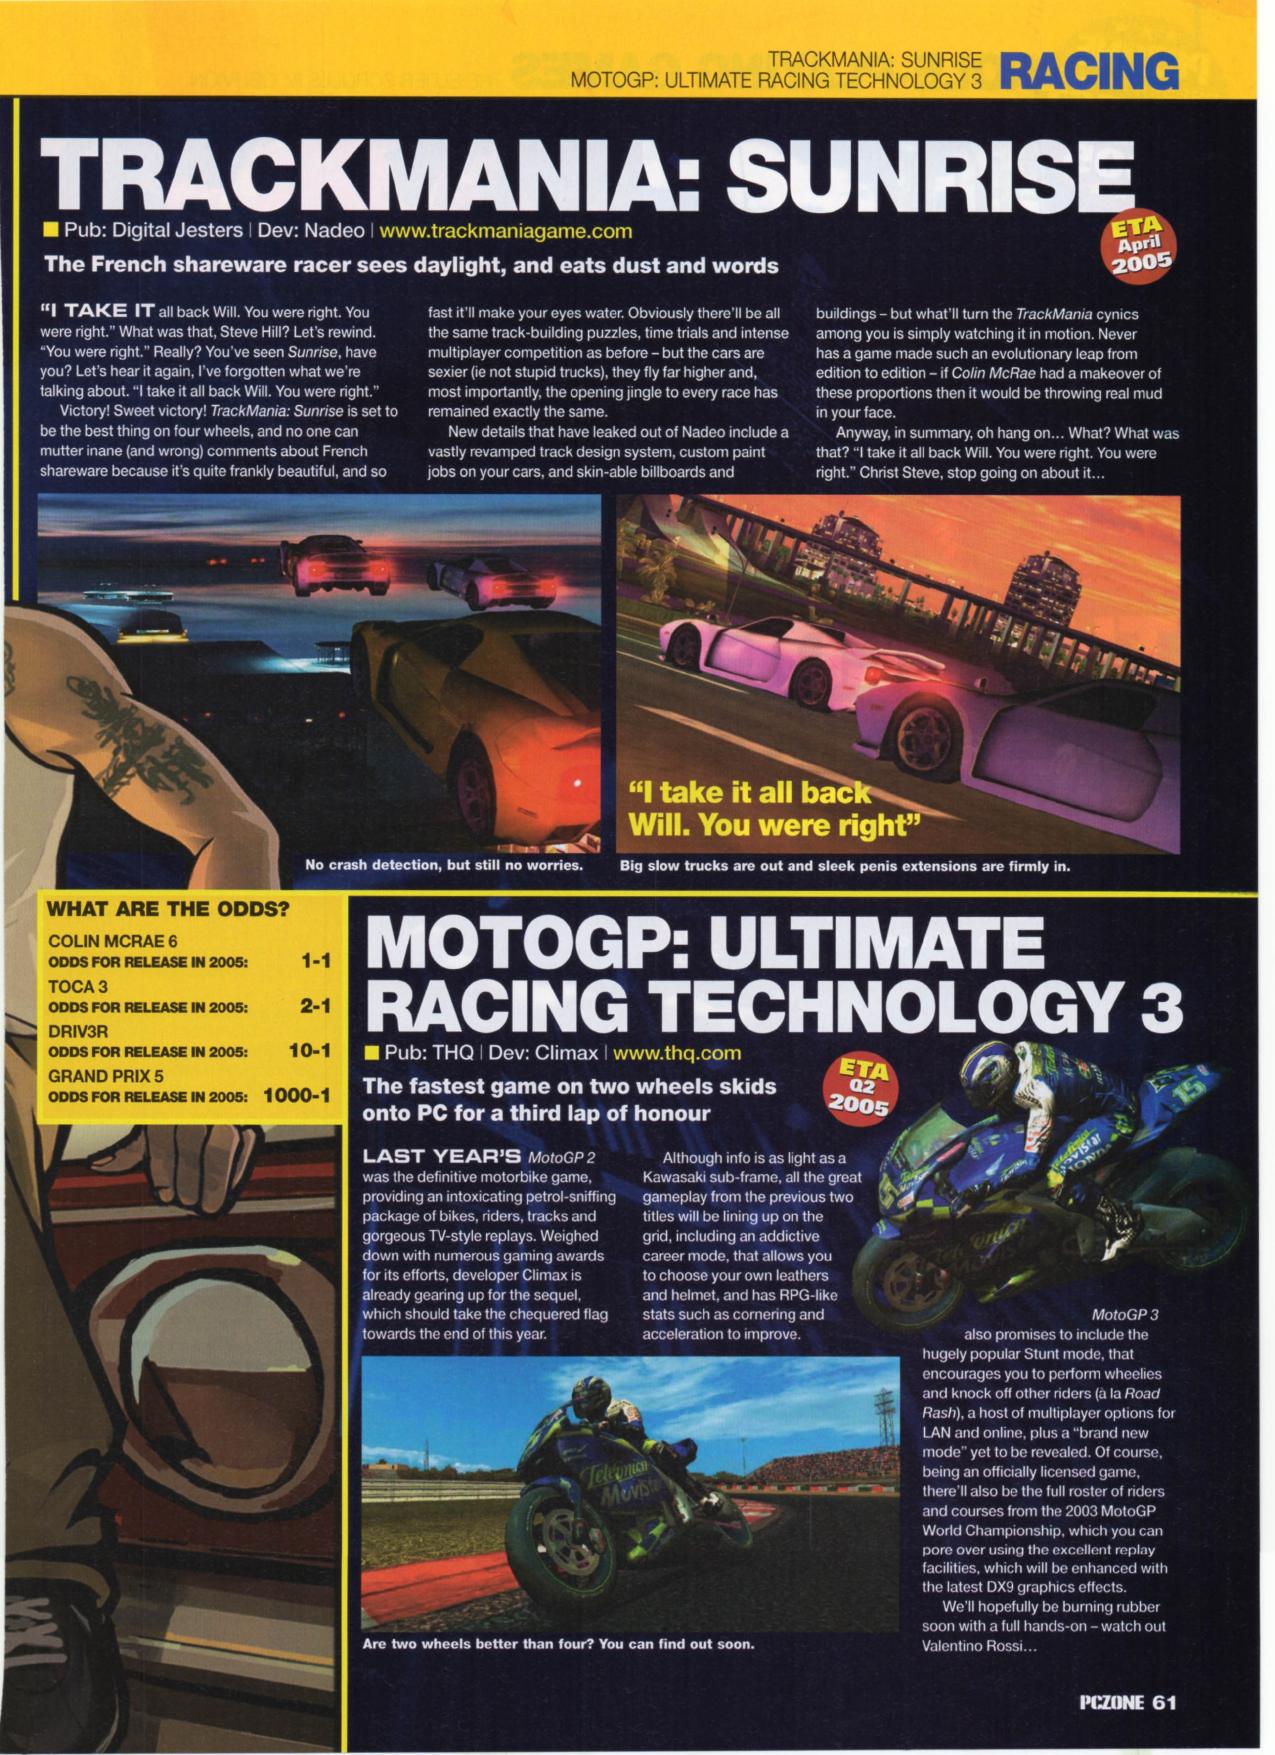 TRACKMANIA: SUNRISE
MOTOGP: ULTIMATE RACING TECHNOLOGY 3
RACING
TRACKMANIA: SUNRISE
Pub: Digital Jesters | Dev: Nadeo | www.trackmaniagame.com
ETA
April
2005
The French shareware racer sees daylight, and eats dust and words
“I TAKE IT all back Will. You were right. You
were right.” What was that, Steve Hill? Let's rewind.
“You were right.” Really? You've seen Sunrise, have
you? Let's hear it again, I've forgotten what we're
talking about. “I take it all back Will. You were right.”
Victory! Sweet victory! TrackMania: Sunrise is set to
be the best thing on four wheels, and no one can
mutter inane (and wrong) comments about French
shareware because it's quite frankly beautiful, and so
fast it'll make your eyes water. Obviously there'll be all
the same track-building puzzles, time trials and intense
multiplayer competition as before – but the cars are
sexier (ie not stupid trucks), they fly far higher and,
most importantly, the opening jingle to every race has
remained exactly the same.
New details that have leaked out of Nadeo include a
vastly revamped track design system, custom paint
jobs on your cars, and skin-able billboards and
buildings – but what'll turn the TrackMania cynics
among you is simply watching it in motion. Never
has a game made such an evolutionary leap from
edition to edition – if Colin McRae had a makeover of
these proportions then it would be throwing real mud
in your face.
Anyway, in summary, oh hang on... What? What was
that? “I take it all back Will. You were right. You were
right.” Christ Steve, stop going on about it...
“I take it all back
Will. You were right”
No crash detection, but still no worries.
Big slow trucks are out and sleek penis extensions are firmly in.
WHAT ARE THE ODDS?
COLIN MCRAE 6
ODDS FOR RELEASE IN 2005: 1-1
TOCA 3
ODDS FOR RELEASE IN 2005: 2-1
DRIV3R
ODDS FOR RELEASE IN 2005: 10-1
GRAND PRIX 5
ODDS FOR RELEASE IN 2005: 1000-1
MOTOGP: ULTIMATE
RACING TECHNOLOGY 3
Pub: THQ | Dev: Climax | www.thq.com
ETA
Q2
2005
The fastest game on two wheels skids
onto PC for a third lap of honour
LAST YEAR'S MotoGP 2
was the definitive motorbike game,
providing an intoxicating petrol-sniffing
package of bikes, riders, tracks and
gorgeous TV-style replays. Weighed
down with numerous gaming awards
for its efforts, developer Climax is
already gearing up for the sequel,
which should take the chequered flag
towards the end of this year.
Although info is as light as a
Kawasaki sub-frame, all the great
gameplay from the previous two
titles will be lining up on the
grid, including an addictive
career mode, that allows you
to choose your own leathers
and helmet, and has RPG-like
stats such as cornering and
acceleration to improve.
MotoGP 3
also promises to include the
hugely popular Stunt mode, that
encourages you to perform wheelies
and knock off other riders (à la Road
Rash), a host of multiplayer options for
LAN and online, plus a “brand new
mode” yet to be revealed. Of course,
being an officially licensed game,
there'll also be the full roster of riders
and courses from the 2003 MotoGP
World Championship, which you can
pore over using the excellent replay
facilities, which will be enhanced with
the latest DX9 graphics effects.
We'll hopefully be burning rubber
soon with a full hands-on – watch out
Valentino Rossi...
15
Telefonica
Movistar
HONDA
Telefonica
Movistar
Are two wheels better than four? You can find out soon.
PCZONE 61